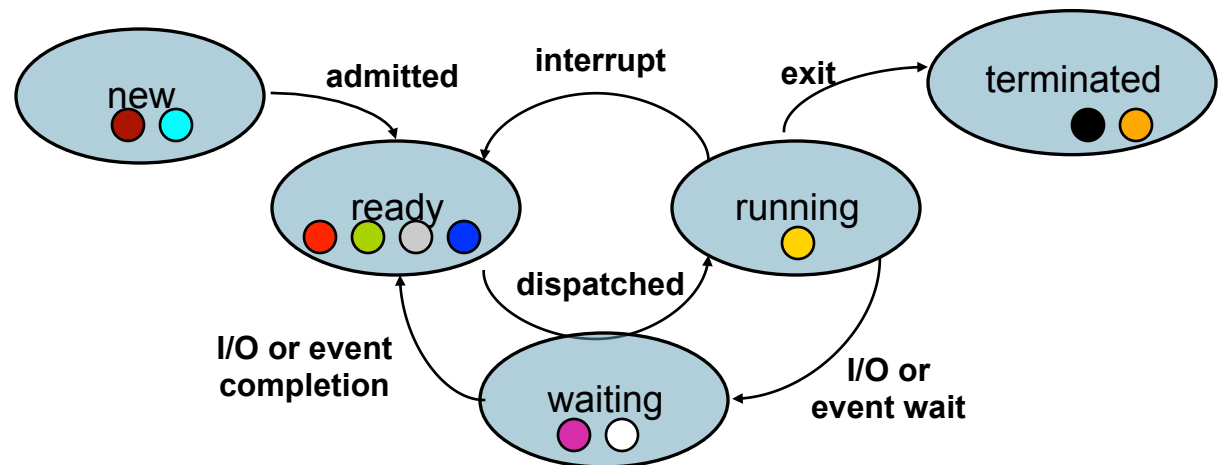 new
admitted
interrupt
exit
terminated
ready
running
dispatched
I/O or event
completion
waiting
I/O or
event wait